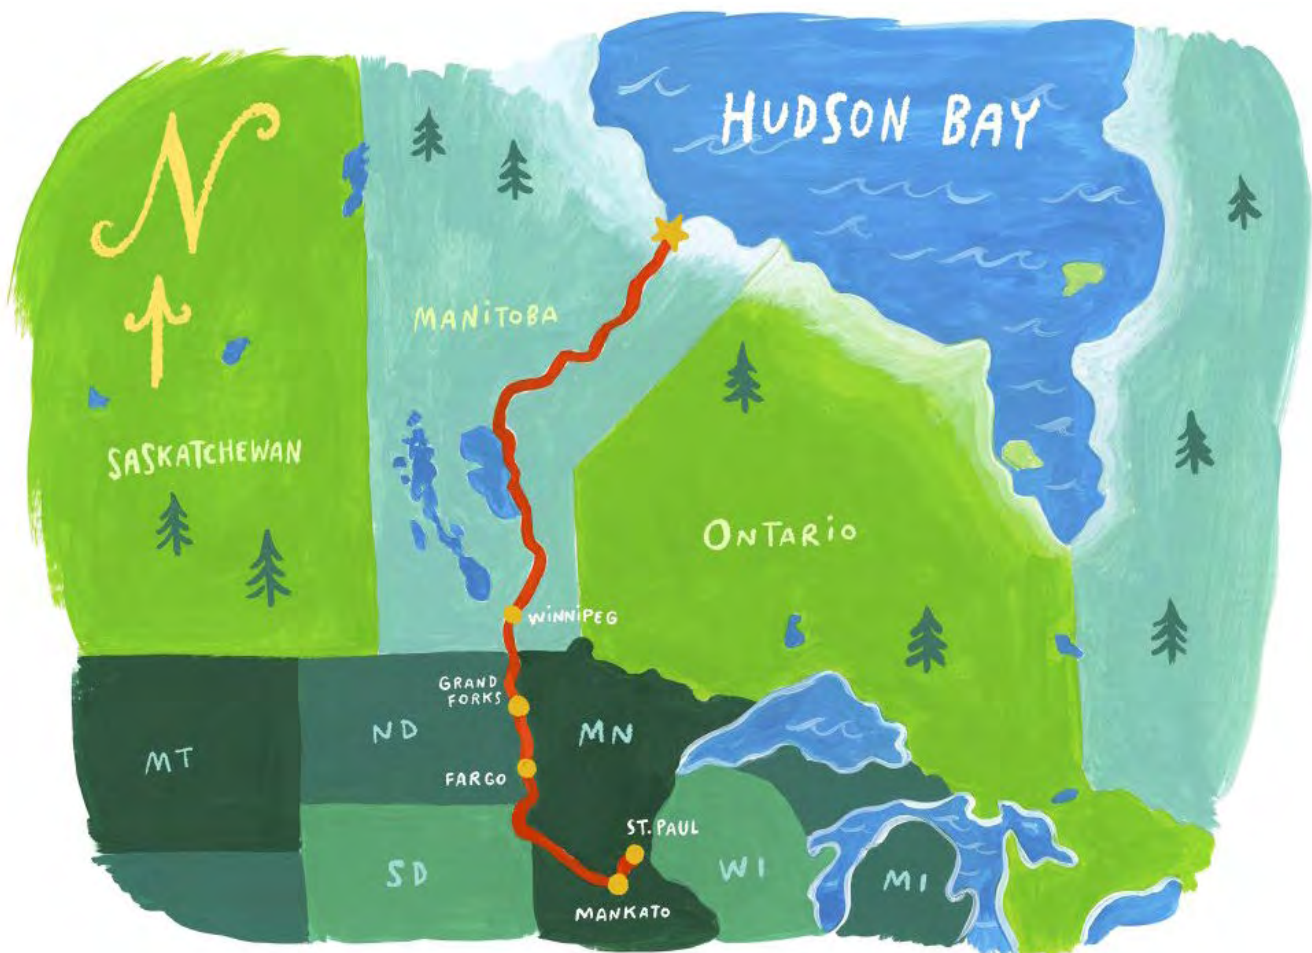 N
HUDSON BAY
MANiTOBA
SASKATCHEWAN
ONTARiO
WiNNiPEG
GRAND
FORKS
ND
MN
MT
FARGO
ST. PAUL
SD
WI
MI
MANKATO